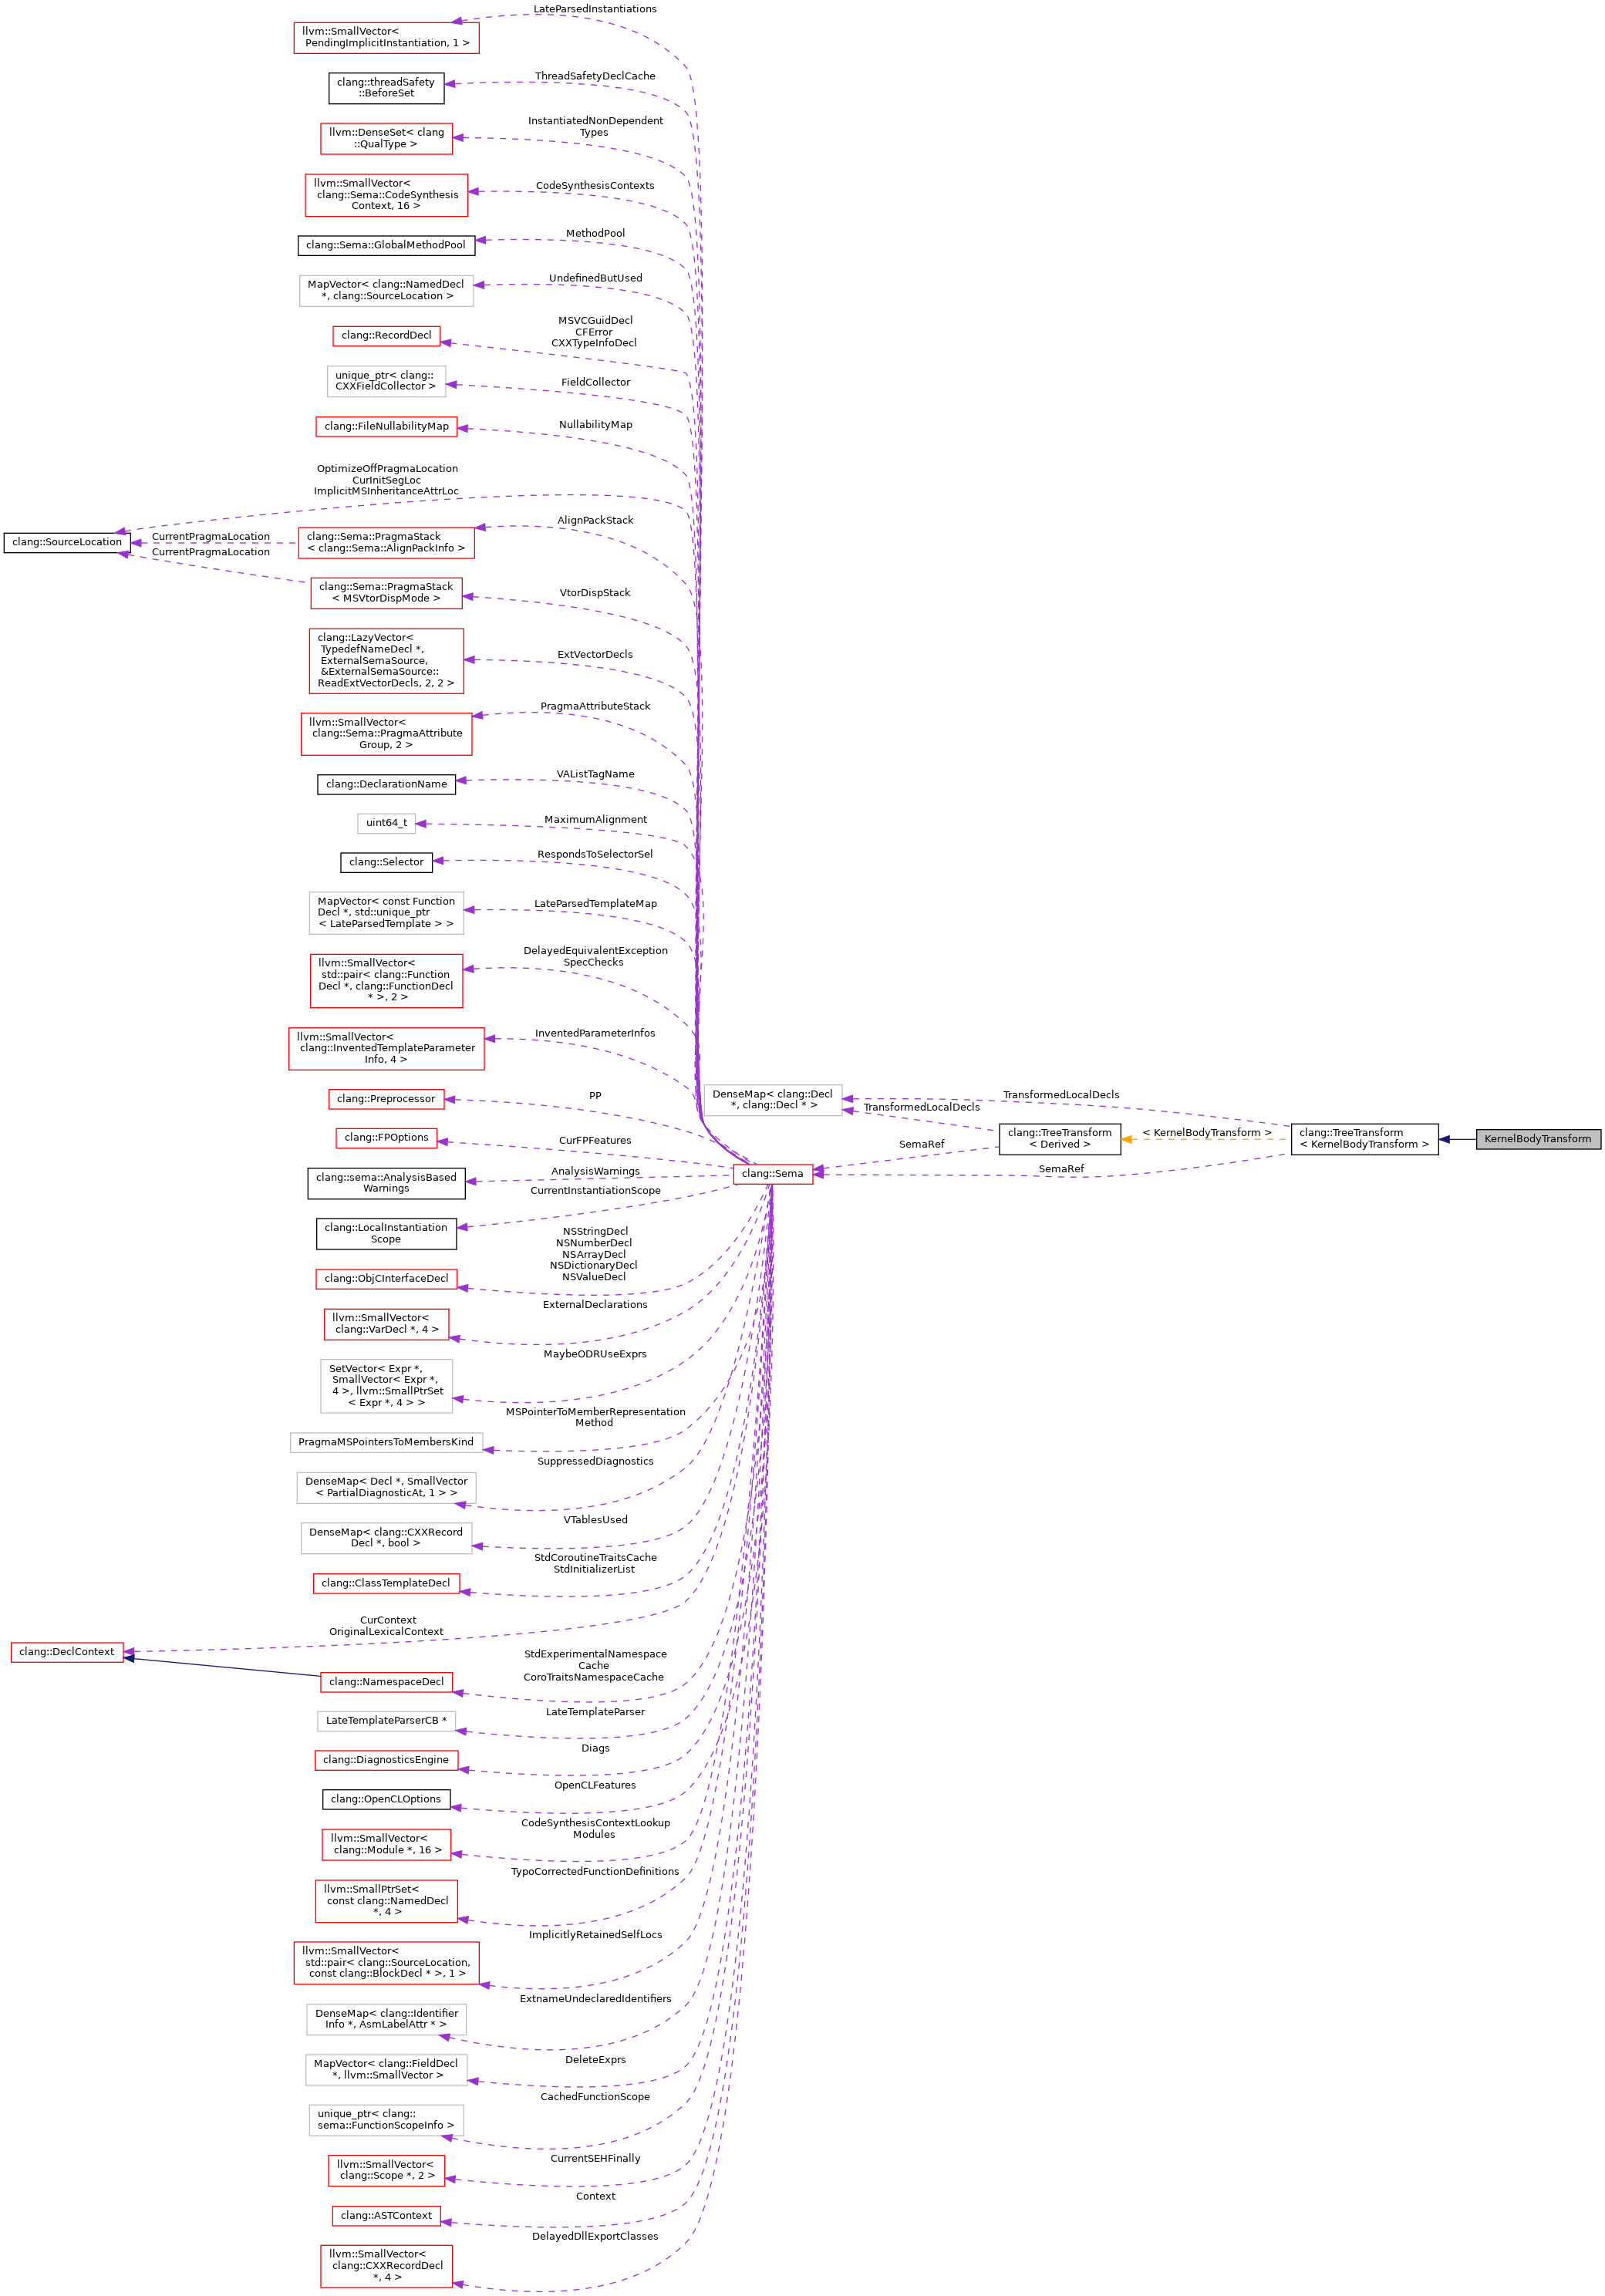 LateParsedInstantiations
llvm::SmallVector<
PendingImplicitInstantiation, 1 >
ThreadSafetyDeclCache
clang::threadSafety
::BeforeSet
InstantiatedNonDependent
Types
llvm::DenseSet< clang
::QualType >
CodeSynthesisContexts
llvm::SmallVector<
clang::Sema::CodeSynthesis
Context, 16 >
MethodPool
clang::Sema::GlobalMethodPool
UndefinedButUsed
MapVector< clang::NamedDecl
*, clang::SourceLocation >
MSVCGuidDecl
CFError
CXXTypeInfoDecl
clang::RecordDecl
unique_ptr< clang::
CXXFieldCollector >
FieldCollector
clang::FileNullabilityMap
NullabilityMap
OptimizeOffPragmaLocation
CurInitSegLoc
ImplicitMSInheritanceAttrLoc
clang::SourceLocation
CurrentPragmaLocation
CurrentPragmaLocation
clang::Sema::PragmaStack
< clang::Sema::AlignPackInfo >
AlignPackStack
clang::Sema::PragmaStack
< MSVtorDispMode >
VtorDispStack
clang::LazyVector<
TypedefNameDecl *,
ExternalSemaSource,
&ExternalSemaSource::
ReadExtVectorDecls, 2, 2 >
ExtVectorDecls
llvm::SmallVector<
clang::Sema::PragmaAttribute
Group, 2 >
PragmaAttributeStack
clang::DeclarationName
VAListTagName
uint64_t
MaximumAlignment
clang::Selector
RespondsToSelectorSel
MapVector< const Function
Decl *, std::unique_ptr
< LateParsedTemplate > >
LateParsedTemplateMap
llvm::SmallVector<
std::pair< clang::Function
Decl *, clang::FunctionDecl
* >, 2 >
DelayedEquivalentException
SpecChecks
llvm::SmallVector<
clang::InventedTemplateParameter
Info, 4 >
InventedParameterInfos
clang::Preprocessor
PP
clang::FPOptions
CurFPFeatures
clang::sema::AnalysisBased
Warnings
AnalysisWarnings
clang::LocalInstantiation
Scope
CurrentInstantiationScope
DenseMap< clang::Decl
*, clang::Decl * >
TransformedLocalDecls
TransformedLocalDecls
clang::TreeTransform
< Derived >
< KernelBodyTransform >
clang::TreeTransform
< KernelBodyTransform >
KernelBodyTransform
SemaRef
SemaRef
clang::Sema
NSStringDecl
NSNumberDecl
NSArrayDecl
NSDictionaryDecl
NSValueDecl
clang::ObjCInterfaceDecl
ExternalDeclarations
llvm::SmallVector<
clang::VarDecl *, 4 >
MaybeODRUseExprs
SetVector< Expr *,
SmallVector< Expr *,
4 >, llvm::SmallPtrSet
< Expr *, 4 > >
MSPointerToMemberRepresentation
Method
PragmaMSPointersToMembersKind
SuppressedDiagnostics
DenseMap< Decl *, SmallVector
< PartialDiagnosticAt, 1 > >
VTablesUsed
DenseMap< clang::CXXRecord
Decl *, bool >
StdCoroutineTraitsCache
StdInitializerList
clang::ClassTemplateDecl
CurContext
OriginalLexicalContext
clang::DeclContext
StdExperimentalNamespace
Cache
CoroTraitsNamespaceCache
clang::NamespaceDecl
LateTemplateParser
LateTemplateParserCB *
Diags
clang::DiagnosticsEngine
OpenCLFeatures
clang::OpenCLOptions
CodeSynthesisContextLookup
Modules
llvm::SmallVector<
clang::Module *, 16 >
TypoCorrectedFunctionDefinitions
llvm::SmallPtrSet<
const clang::NamedDecl
*, 4 >
ImplicitlyRetainedSelfLocs
llvm::SmallVector<
std::pair< clang::SourceLocation,
const clang::BlockDecl * >, 1 >
ExtnameUndeclaredIdentifiers
DenseMap< clang::Identifier
Info *, AsmLabelAttr * >
DeleteExprs
MapVector< clang::FieldDecl
*, llvm::SmallVector >
CachedFunctionScope
unique_ptr< clang::
sema::FunctionScopeInfo >
CurrentSEHFinally
llvm::SmallVector<
clang::Scope *, 2 >
Context
clang::ASTContext
DelayedDllExportClasses
llvm::SmallVector<
clang::CXXRecordDecl
*, 4 >